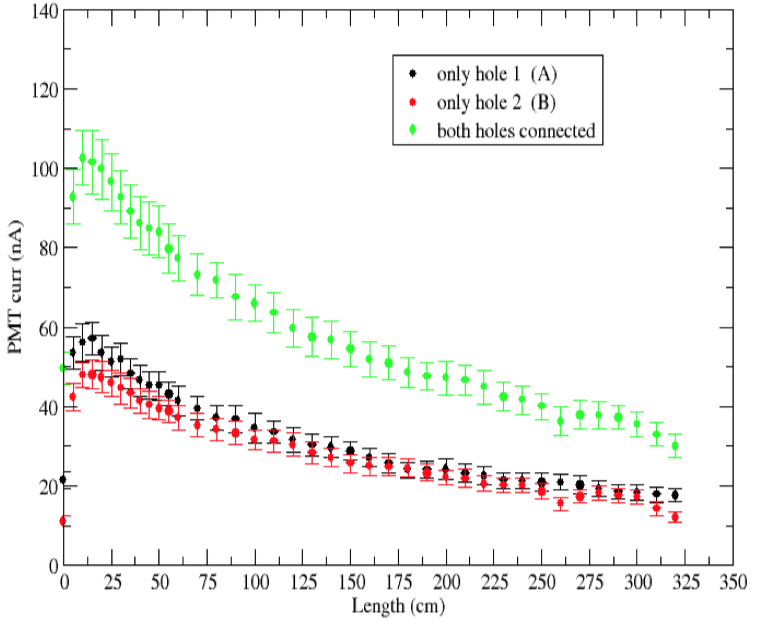 140
120
100
80
60
40
20
0
PMT curr (nA)
only hole 1 (A)
only hole 2 (B)
both holes connected
0 25 50 75 100 125 150 175 200 225 250 275 300 325 350
Length (cm)